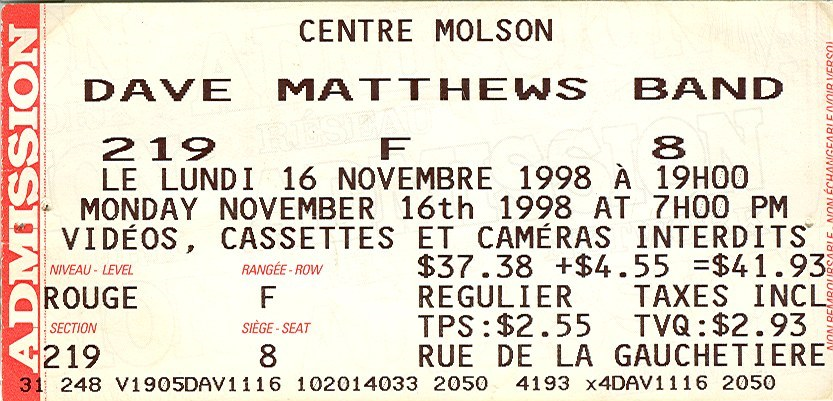 ADMISSION
CENTRE MOLSON
DAVE MATTHEWS BAND
219 F 8
LE LUNDI 16 NOVEMBRE 1998 À 19H00
MONDAY NOVEMBER 16th 1998 AT 7H00 PM
VIDÉOS, CASSETTES ET CAMÉRAS INTERDITS
NIVEAU - LEVEL RANGÉE - ROW $37.38 +$4.55 =$41.93
ROUGE F REGULIER TAXES INCL
SECTION SIÈGE - SEAT TPS:$2.55 TVQ:$2.93
219 8 RUE DE LA GAUCHETIERE
31 248 V1905DAV1116 102014033 2050 4193 x4DAV1116 2050
NON REMBOURSABLE - NON ÉCHANGEABLE (VOIR VERSO)